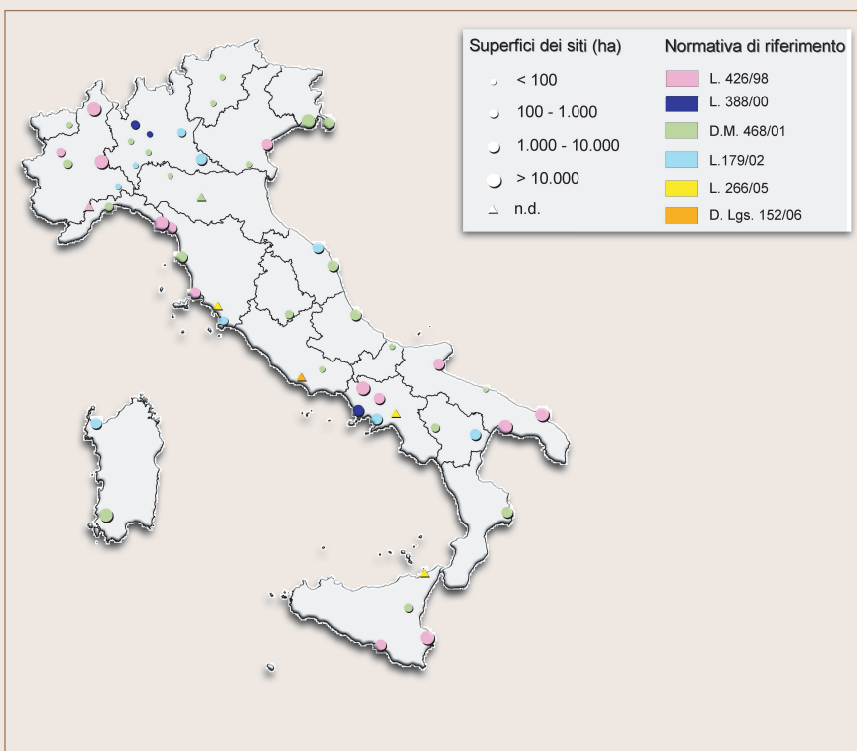 Superfici dei siti (ha)
< 100
100 - 1.000
1.000 - 10.000
> 10.000
n.d.
Normativa di riferimento
L. 426/98
L. 388/00
D.M. 468/01
L.179/02
L. 266/05
D. Lgs. 152/06